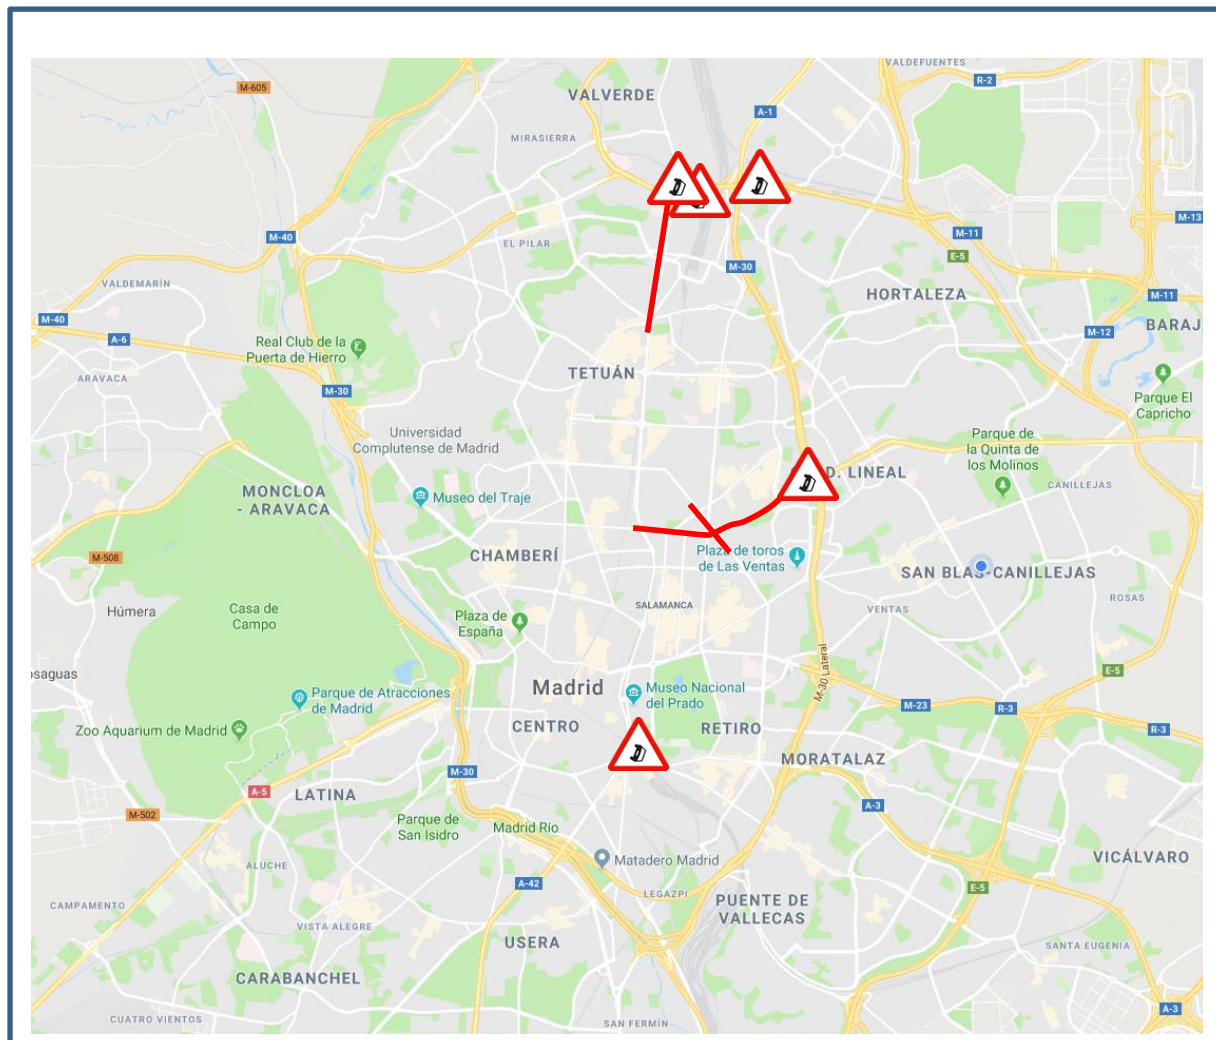 VALDEFUENTES
M-605
R-2
VALVERDE
A-1
MIRASIERRA
M-13
M-40
EL PILAR
M-11
E-5
M-30
VALDEMARÍN
HORTALEZA
M-11
M-40
BARAJ
A-6
Real Club de la
Puerta de Hierro
M-12
TETUÁN
ARAVACA
M-30
Parque El
Capricho
Universidad
Complutense de Madrid
Parque de
la Quinta de
los Molinos
D. LINEAL
CANILLEJAS
MONCLOA
- ARAVACA
Museo del Traje
CHAMBERÍ
Plaza de toros
de Las Ventas
M-508
SAN BLAS-CANILLEJAS
ROSAS
Húmera
Casa de
Campo
SALAMANCA
VENTAS
Plaza de
España
M-30 Lateral
E-5
osaguas
Parque de Atracciones
de Madrid
Madrid
Museo Nacional
del Prado
M-23
R-3
Zoo Aquarium de Madrid
CENTRO
RETIRO
R-3
MORATALAZ
M-30
A-5
LATINA
A-3
M-502
Parque de
San Isidro
Madrid Río
Matadero Madrid
VICÁLVARO
ALUCHE
A-42
LEGAZPI
E-5
CAMPAMENTO
PUENTE DE
VALLECAS
VISTA ALEGRE
USERA
SANTA EUGENIA
CARABANCHEL
A-3
CUATRO VIENTOS
SAN FERMÍN